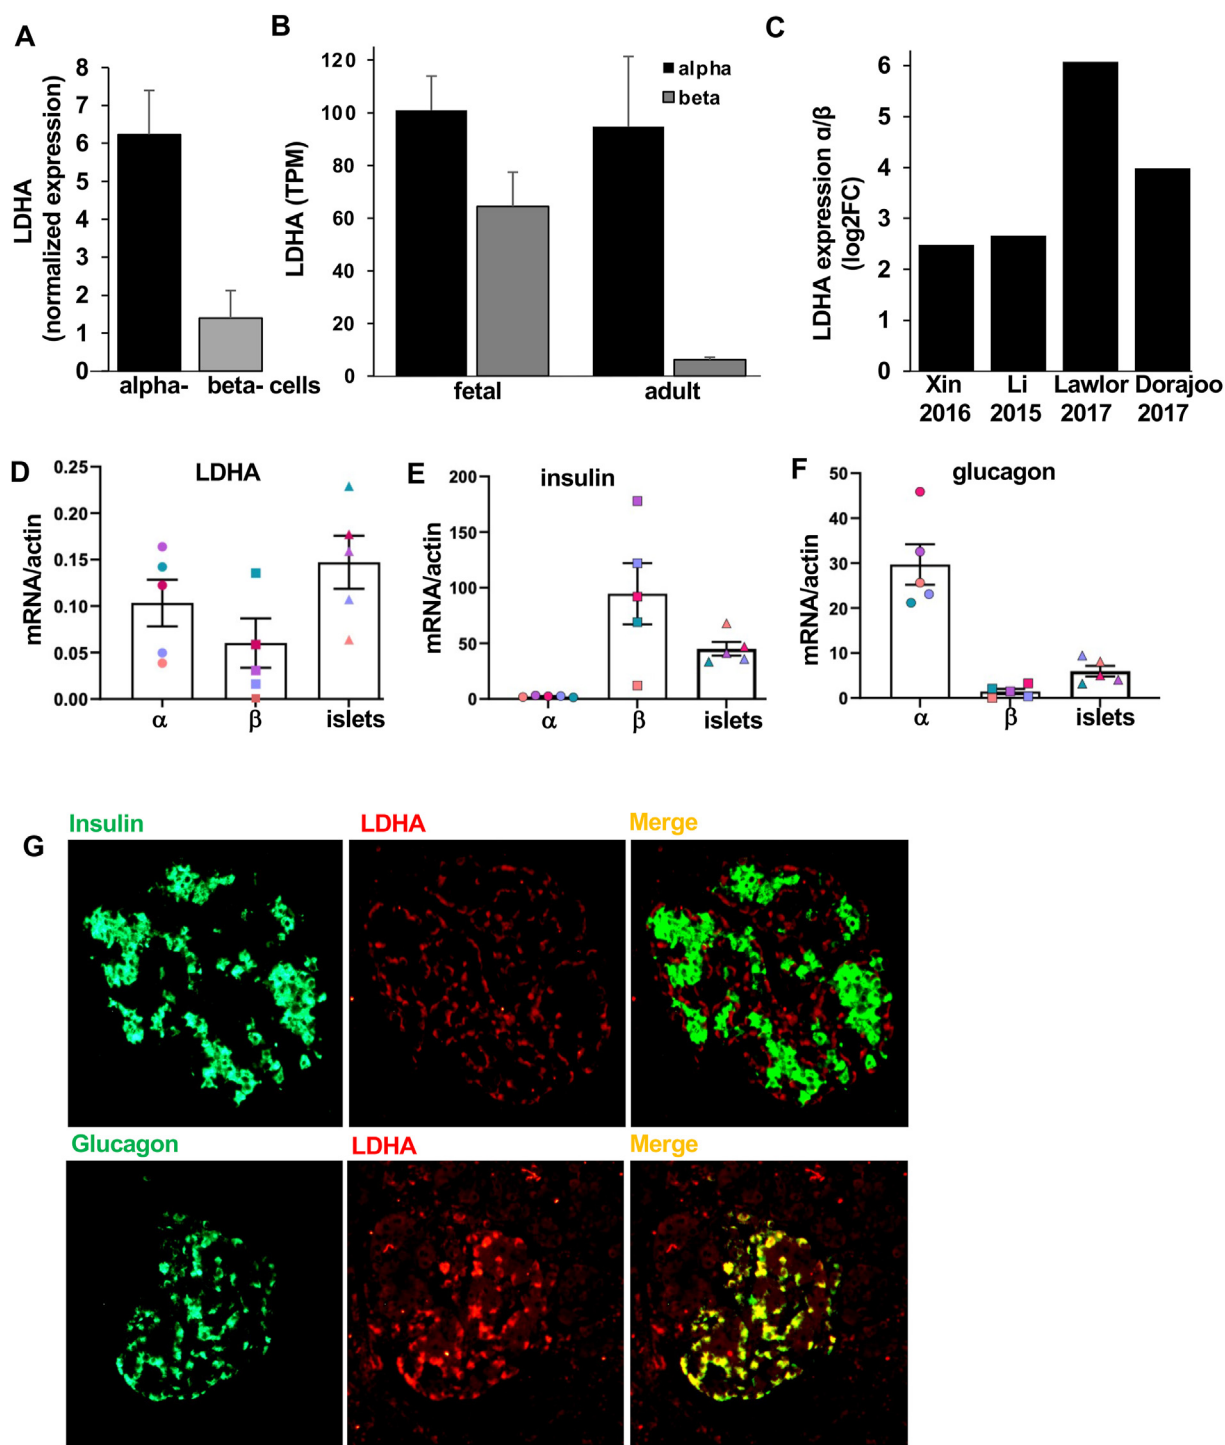 A
LDHA
(normalized expression)
8
7
6
5
4
3
2
1
0
alpha- beta- cells
B
LDHA (TPM)
120
100
80
60
40
20
0
alpha
beta
fetal adult
C
LDHA expression α/β
(log2FC)
6
5
4
3
2
1
0
Xin Li Lawlor Dorajoo
2016 2015 2017 2017
D
LDHA
mRNA/actin
0.25
0.20
0.15
0.10
0.05
0.00
α β islets
E
insulin
mRNA/actin
200
150
100
50
0
α β islets
F
glucagon
mRNA/actin
50
40
30
20
10
0
α β islets
G
Insulin LDHA Merge
Glucagon LDHA Merge